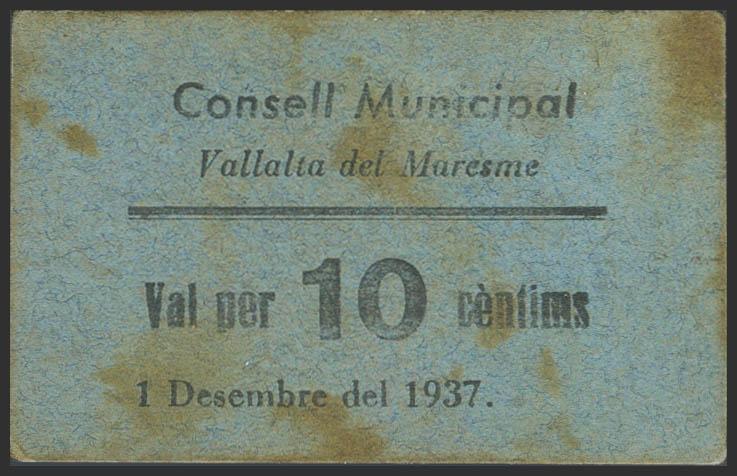 Consell Municipal
Vallalta del Maresme
Val per 10 cèntims
1 Desembre del 1937.